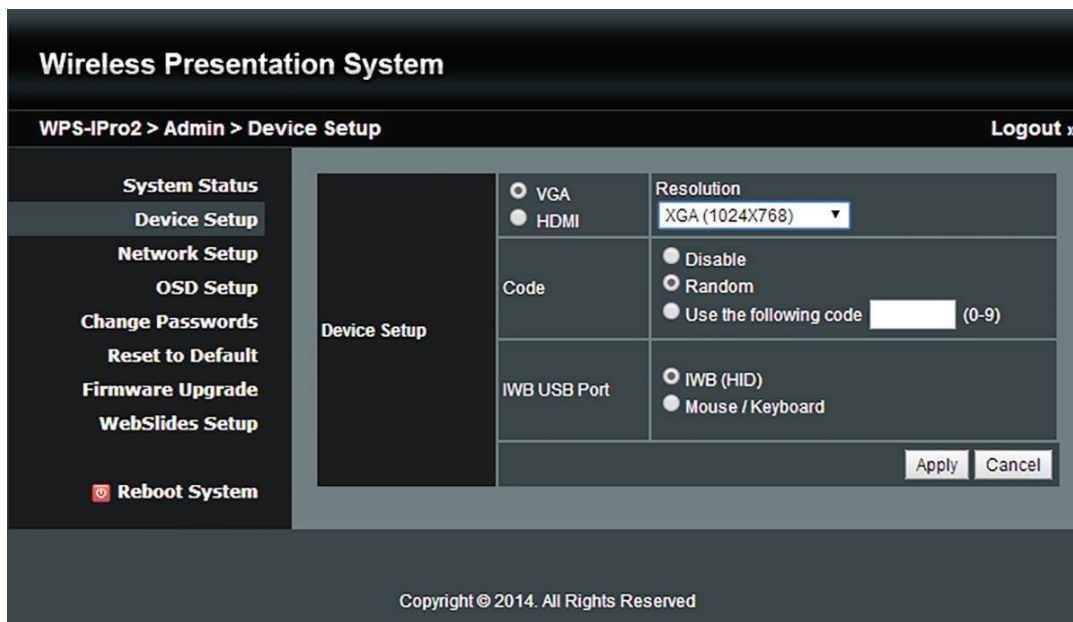 Wireless Presentation System
WPS-IPro2 > Admin > Device Setup
Logout »
System Status
Device Setup
Network Setup
OSD Setup
Change Passwords
Reset to Default
Firmware Upgrade
WebSlides Setup
Reboot System
Device Setup
VGA
HDMI
Resolution
XGA (1024X768)
Code
Disable
Random
Use the following code (0-9)
IWB USB Port
IWB (HID)
Mouse / Keyboard
Apply Cancel
Copyright © 2014. All Rights Reserved